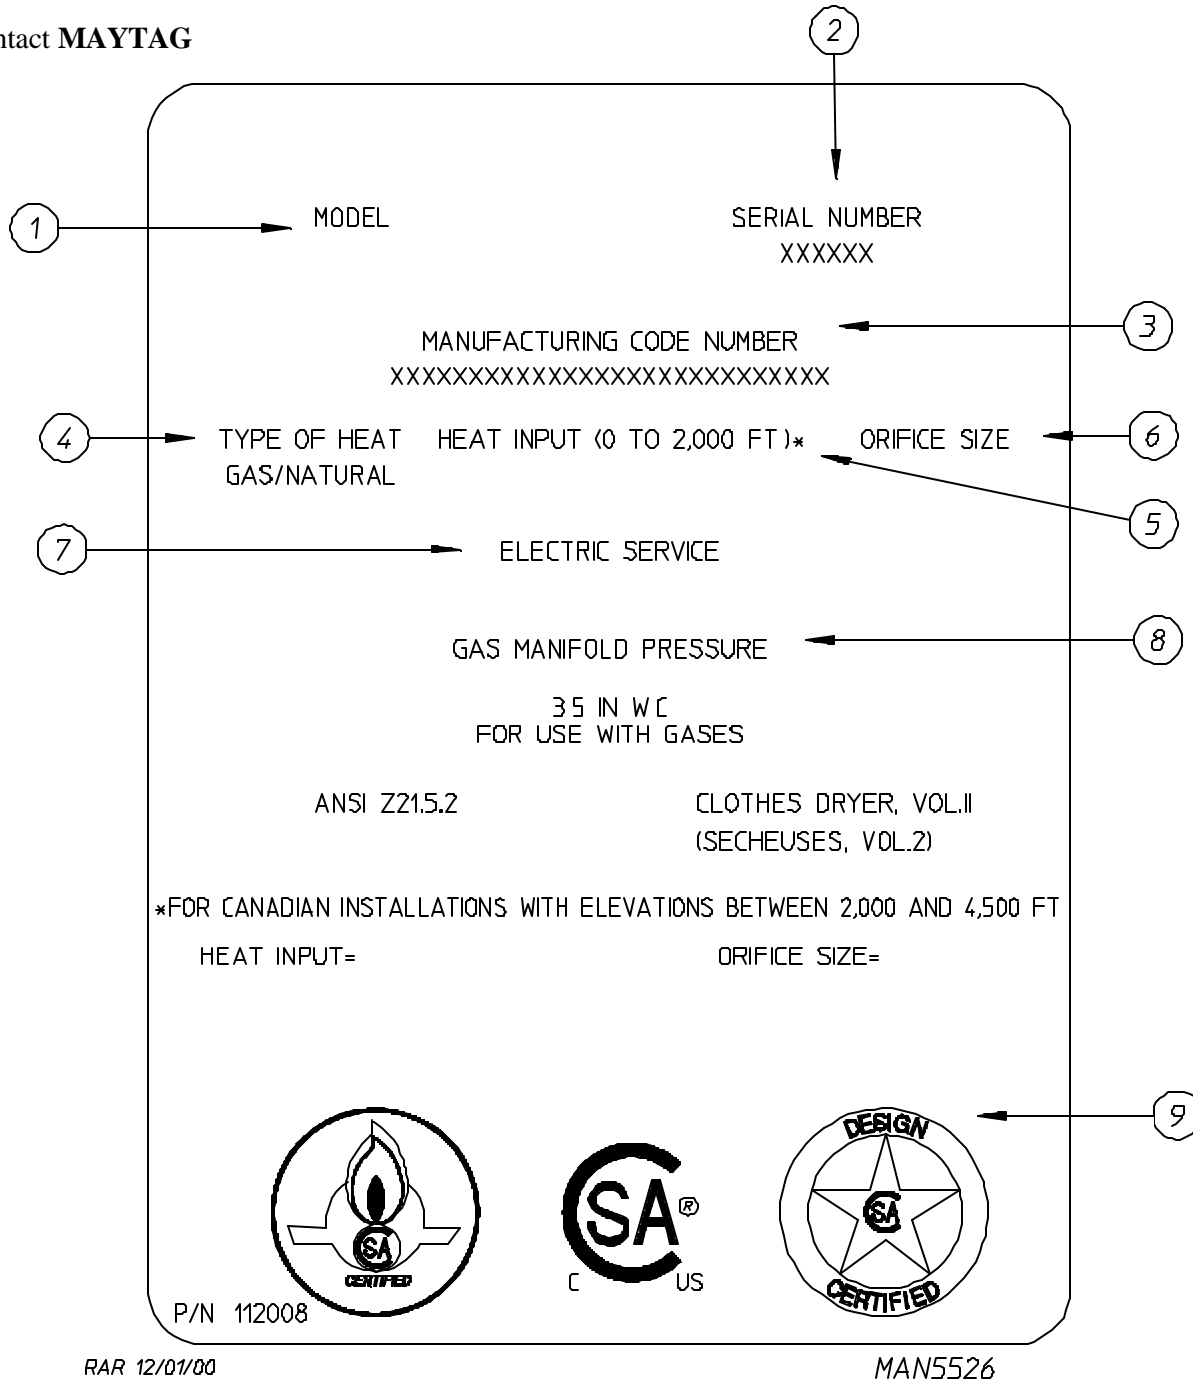 ntact MAYTAG
2
1
MODEL
SERIAL NUMBER
XXXXXX
3
MANUFACTURING CODE NUMBER
XXXXXXXXXXXXXXXXXXXXXXXXXXXX
4
TYPE OF HEAT HEAT INPUT (0 TO 2,000 FT)* ORIFICE SIZE
6
GAS/NATURAL
5
7
ELECTRIC SERVICE
8
GAS MANIFOLD PRESSURE
3 5 IN W C
FOR USE WITH GASES
ANSI Z21.5.2
CLOTHES DRYER, VOL.II
(SECHEUSES, VOL.2)
*FOR CANADIAN INSTALLATIONS WITH ELEVATIONS BETWEEN 2,000 AND 4,500 FT
HEAT INPUT=
ORIFICE SIZE=
9
DESIGN
CSA
CERTIFIED
CSA ®
C US
CSA
CERTIFIED
P/N 112008
RAR 12/01/00
MAN5526